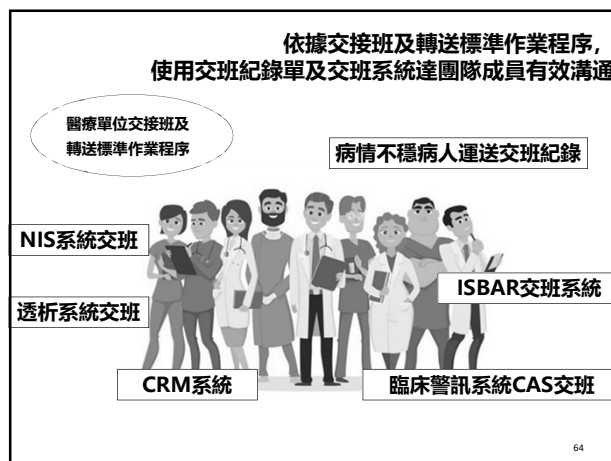 依據交接班及轉送標準作業程序，
使用交班紀錄單及交班系統達團隊成員有效溝通
醫療單位交接班及
轉送標準作業程序
病情不穩病人運送交班紀錄
NIS系統交班
ISBAR交班系統
透析系統交班
CRM系統
臨床警訊系統CAS交班
64